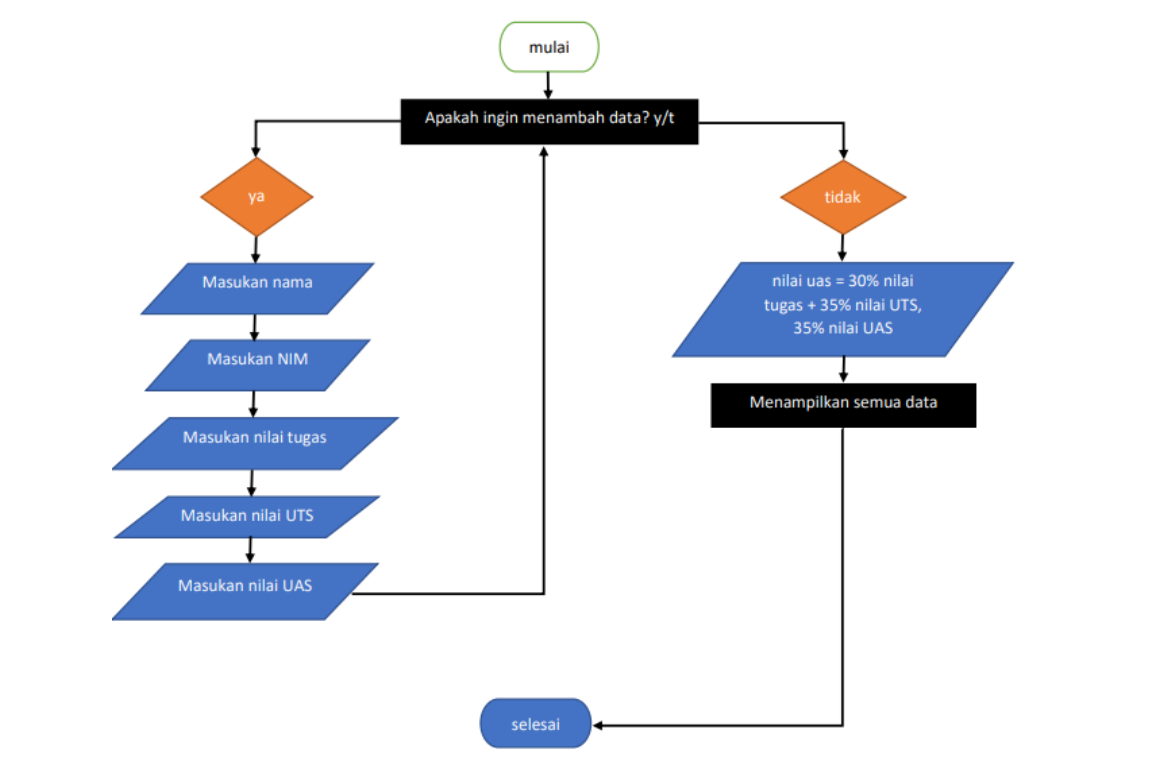 mulai
Apakah ingin menambah data? y/t
ya
Masukan nama
Masukan NIM
Masukan nilai tugas
Masukan nilai UTS
Masukan nilai UAS
tidak
nilai uas = 30% nilai
tugas + 35% nilai UTS,
35% nilai UAS
Menampilkan semua data
selesai